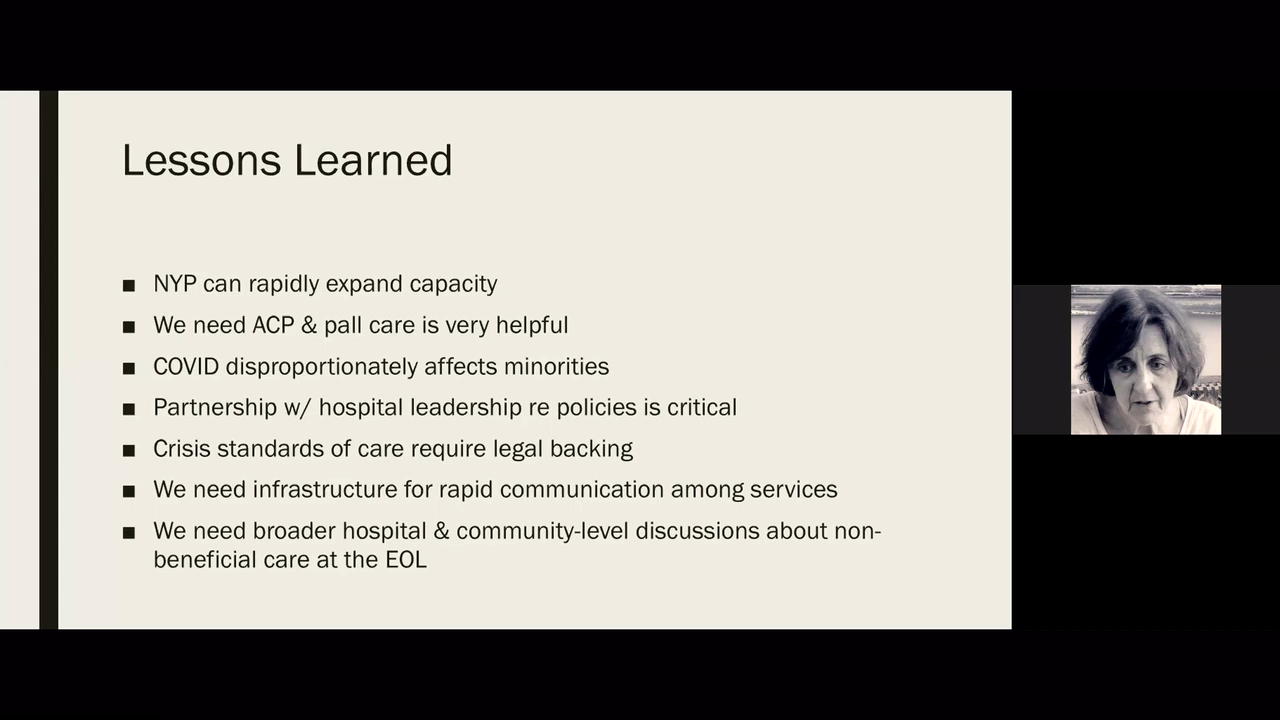 Lessons Learned
■ NYP can rapidly expand capacity
■ We need ACP & pall care is very helpful
■ COVID disproportionately affects minorities
■ Partnership w/ hospital leadership re policies is critical
■ Crisis standards of care require legal backing
■ We need infrastructure for rapid communication among services
■ We need broader hospital & community-level discussions about non-
beneficial care at the EOL